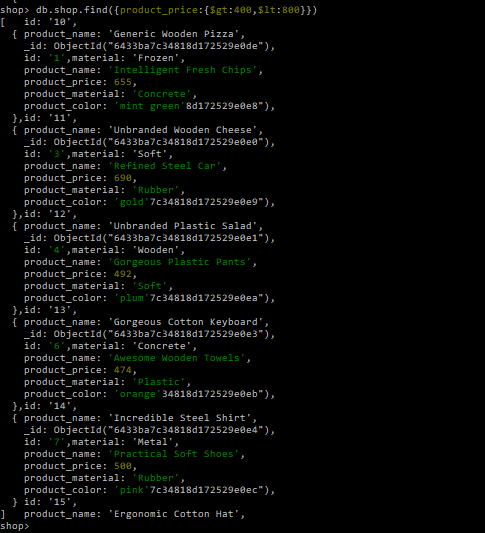 shop> db.shop.find({product_price:{$gt:400,$lt:800}})
[   id: '10',
  { product_name: 'Generic Wooden Pizza',
    _id: ObjectId("6433ba7c34818d172529e0de"),
    id: '1',material: 'Frozen',
    product_name: 'Intelligent Fresh Chips',
    product_price: 655,
    product_material: 'Concrete',
    product_color: 'mint green'8d172529e0e8"),
  },id: '11',
  { product_name: 'Unbranded Wooden Cheese',
    _id: ObjectId("6433ba7c34818d172529e0e0"),
    id: '3',material: 'Soft',
    product_name: 'Refined Steel Car',
    product_price: 690,
    product_material: 'Rubber',
    product_color: 'gold'7c34818d172529e0e9"),
  },id: '12',
  { product_name: 'Unbranded Plastic Salad',
    _id: ObjectId("6433ba7c34818d172529e0e1"),
    id: '4',material: 'Wooden',
    product_name: 'Gorgeous Plastic Pants',
    product_price: 492,
    product_material: 'Soft',
    product_color: 'plum'7c34818d172529e0ea"),
  },id: '13',
  { product_name: 'Gorgeous Cotton Keyboard',
    _id: ObjectId("6433ba7c34818d172529e0e3"),
    id: '6',material: 'Concrete',
    product_name: 'Awesome Wooden Towels',
    product_price: 474,
    product_material: 'Plastic',
    product_color: 'orange'34818d172529e0eb"),
  },id: '14',
  { product_name: 'Incredible Steel Shirt',
    _id: ObjectId("6433ba7c34818d172529e0e4"),
    id: '7',material: 'Metal',
    product_name: 'Practical Soft Shoes',
    product_price: 500,
    product_material: 'Rubber',
    product_color: 'pink'7c34818d172529e0ec"),
  } id: '15',
]   product_name: 'Ergonomic Cotton Hat',
shop>